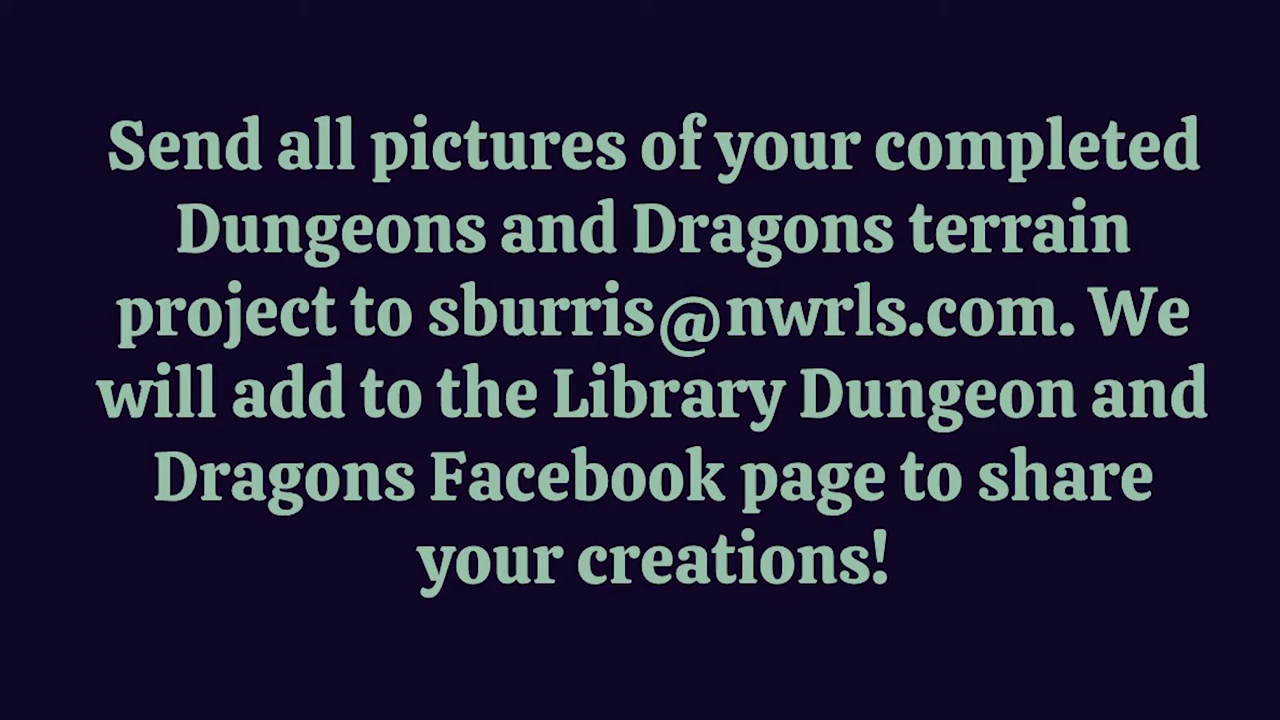 Send all pictures of your completed
Dungeons and Dragons terrain
project to sburris@nwrls.com. We
will add to the Library Dungeon and
Dragons Facebook page to share
your creations!